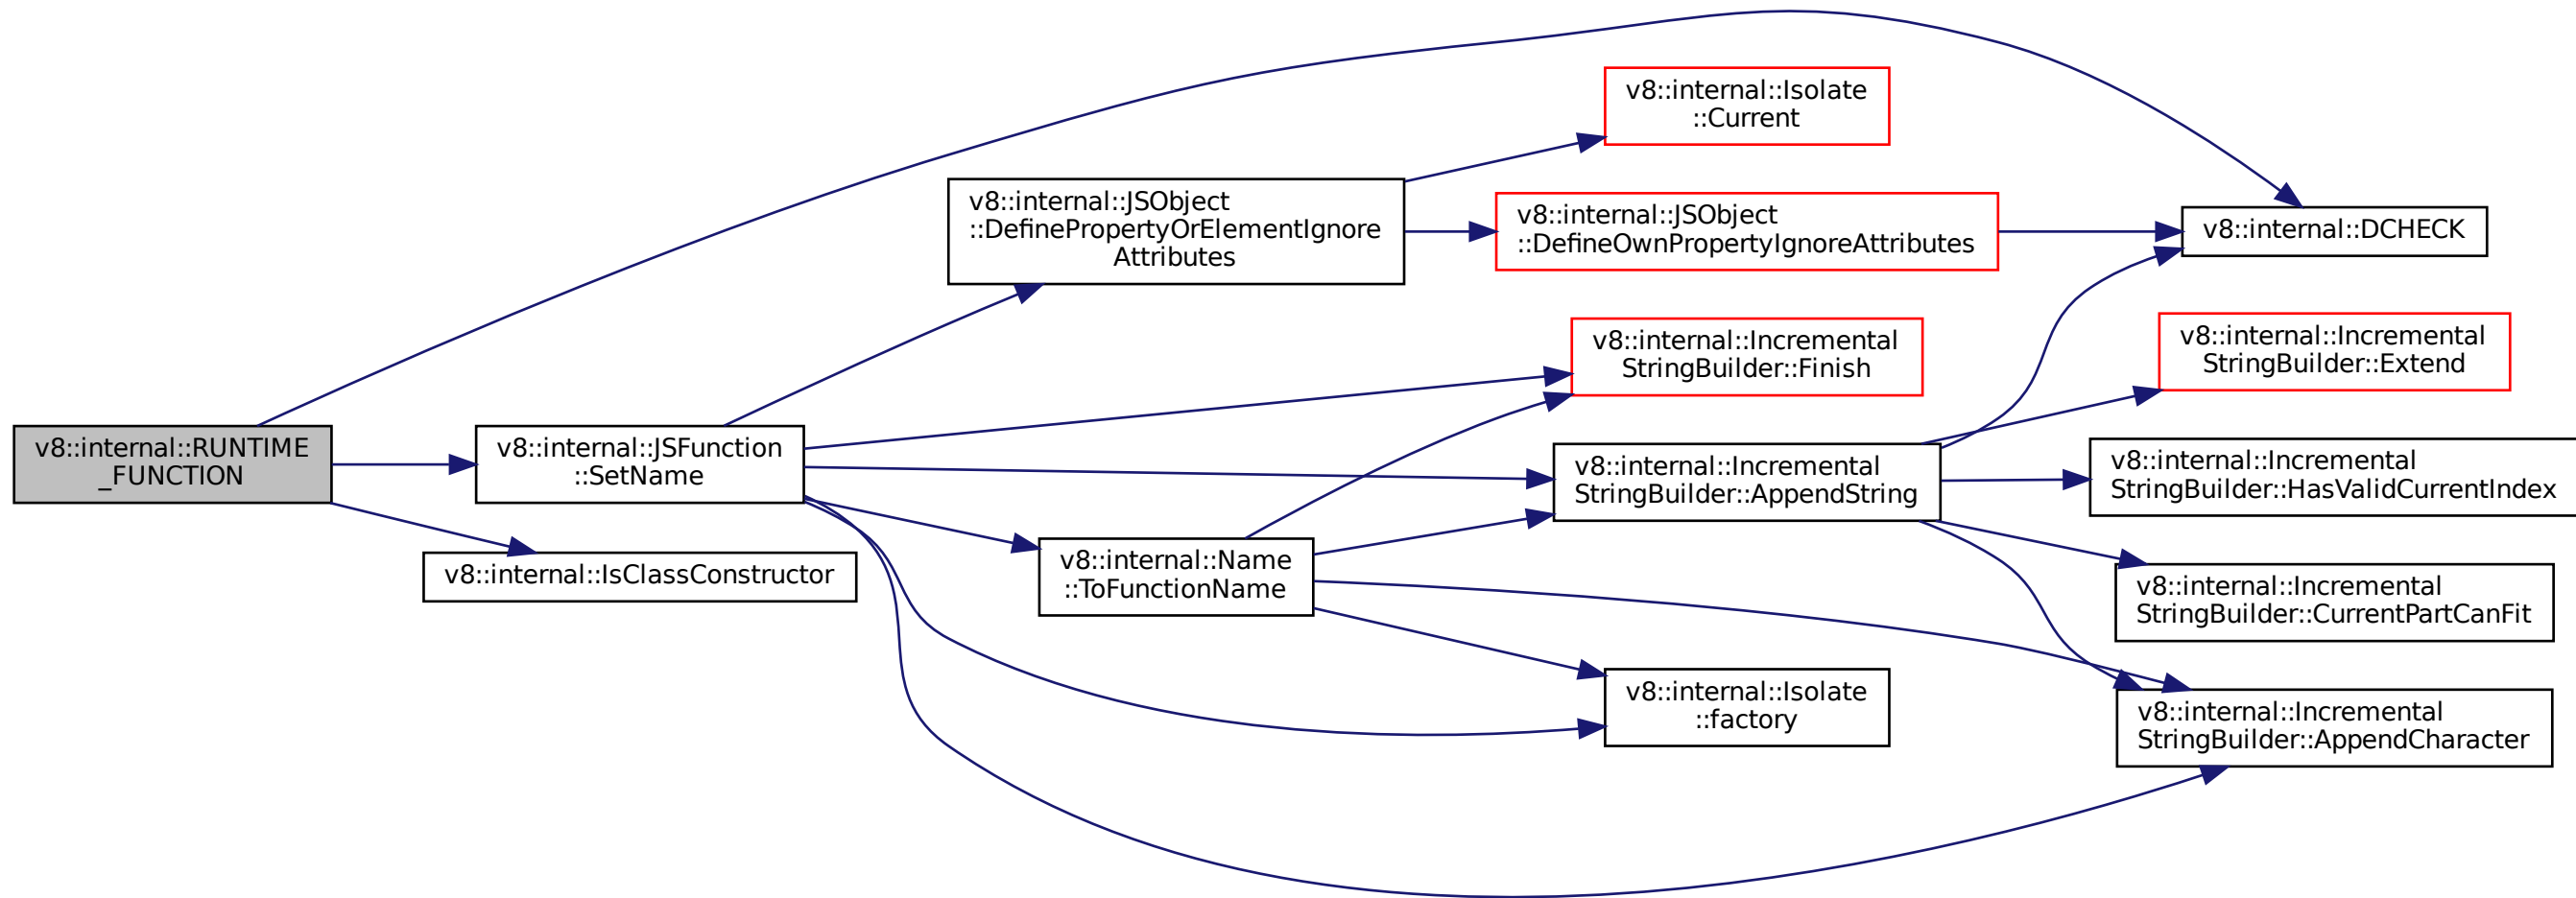 v8::internal::RUNTIME
_FUNCTION
v8::internal::JSFunction
::SetName
v8::internal::IsClassConstructor
v8::internal::JSObject
::DefinePropertyOrElementIgnore
Attributes
v8::internal::Name
::ToFunctionName
v8::internal::Isolate
::Current
v8::internal::JSObject
::DefineOwnPropertyIgnoreAttributes
v8::internal::Incremental
StringBuilder::Finish
v8::internal::Incremental
StringBuilder::AppendString
v8::internal::Isolate
::factory
v8::internal::DCHECK
v8::internal::Incremental
StringBuilder::Extend
v8::internal::Incremental
StringBuilder::HasValidCurrentIndex
v8::internal::Incremental
StringBuilder::CurrentPartCanFit
v8::internal::Incremental
StringBuilder::AppendCharacter